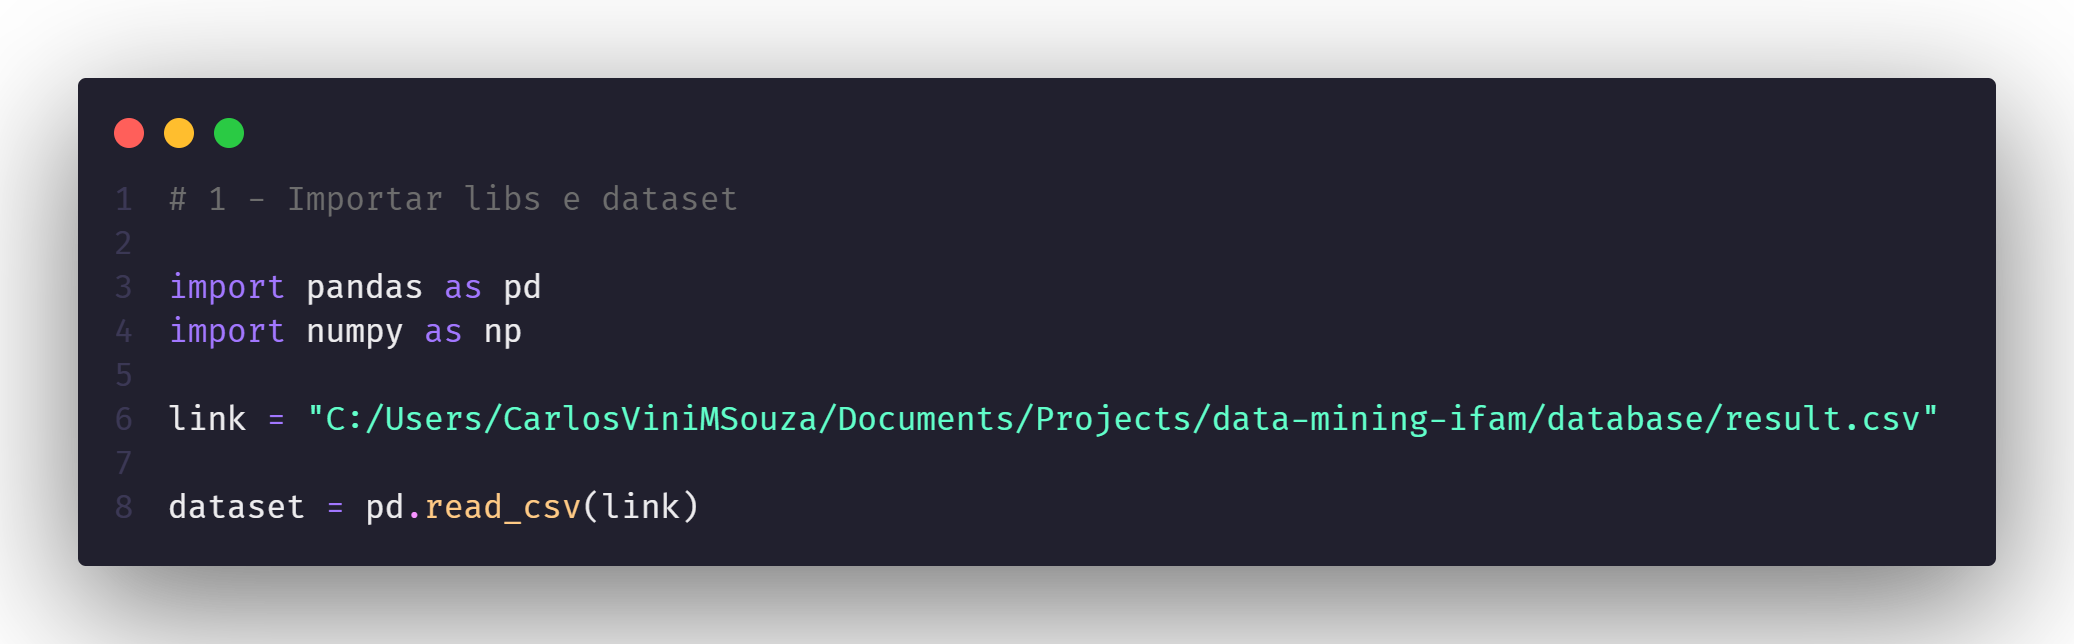 1 # 1 - Importar libs e dataset
2
3 import pandas as pd
4 import numpy as np
5
6 link = "C:/Users/CarlosViniMSouza/Documents/Projects/data-mining-ifam/database/result.csv"
7
8 dataset = pd.read_csv(link)